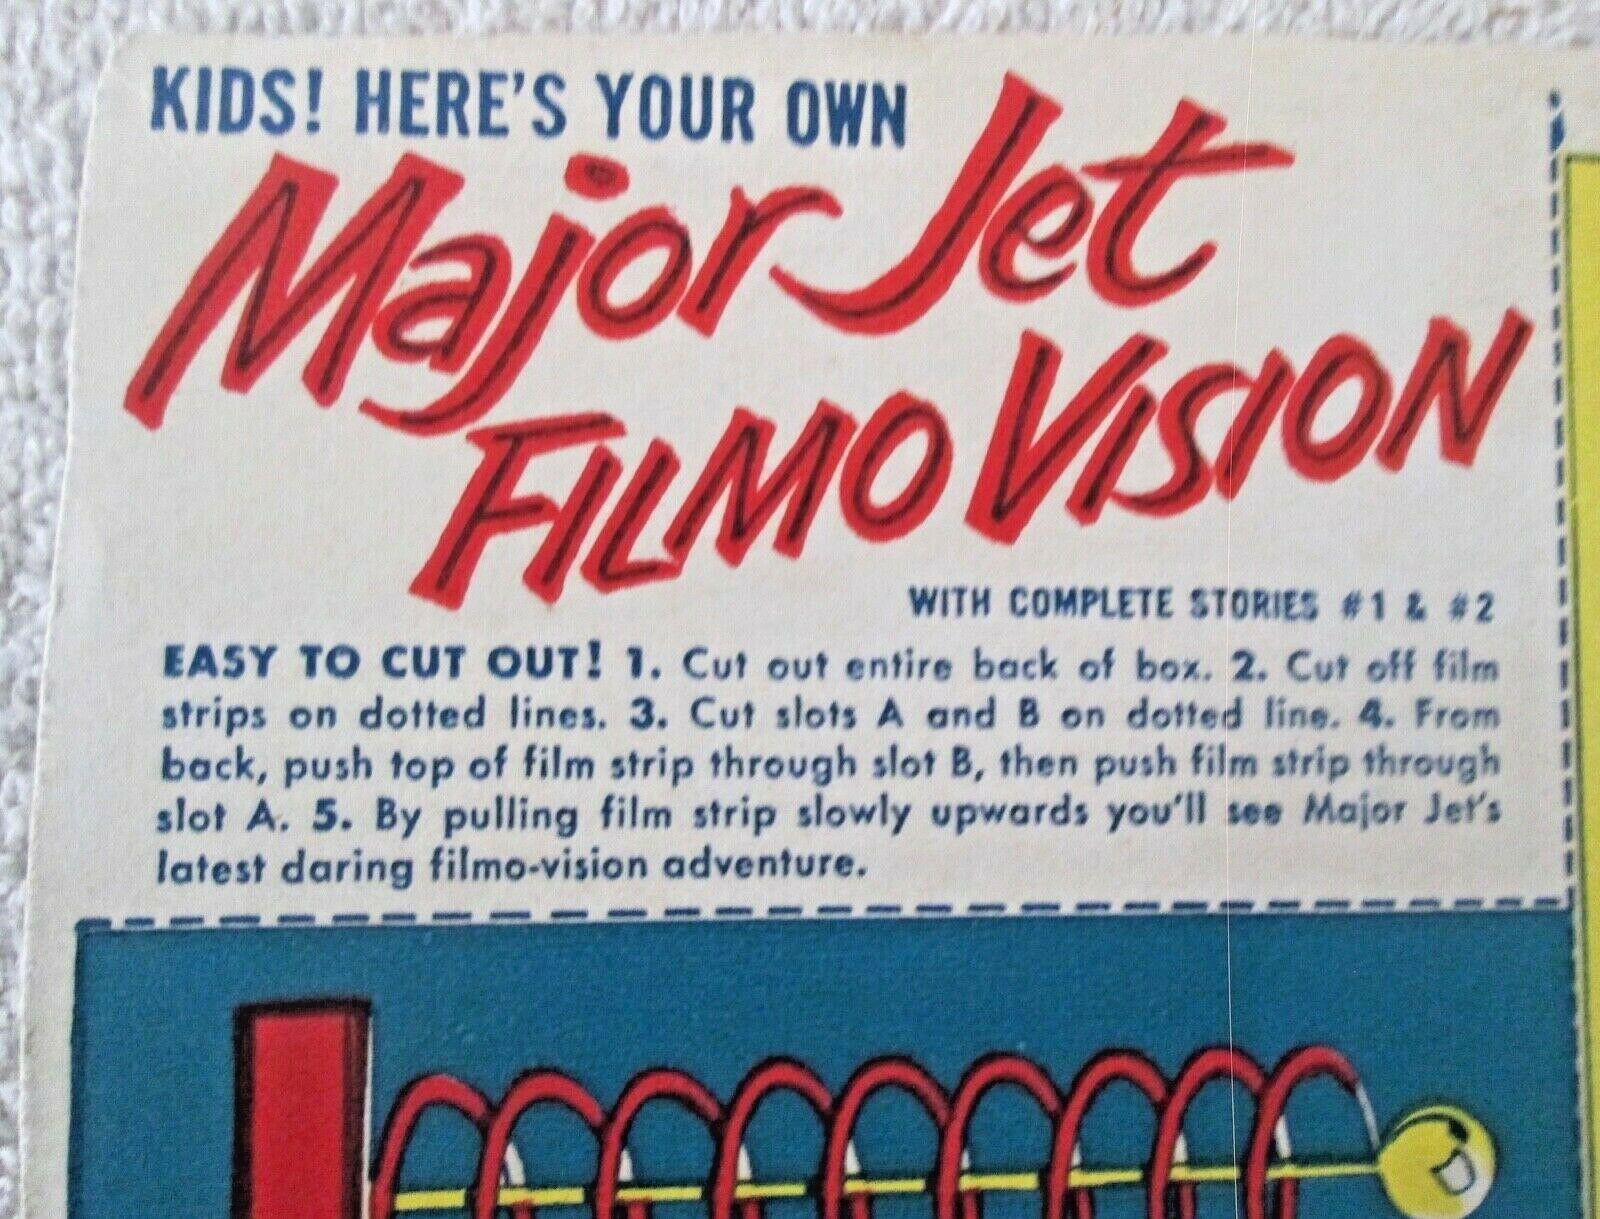 KIDS! HERE'S YOUR OWN
Major Jet
FILMO VISION
WITH COMPLETE STORIES #1 & #2
EASY TO CUT OUT! 1. Cut out entire back of box. 2. Cut off film
strips on dotted lines. 3. Cut slots A and B on dotted line. 4. From
back, push top of film strip through slot B, then push film strip through
slot A. 5. By pulling film strip slowly upwards you'll see Major Jet's
latest daring filmo-vision adventure.